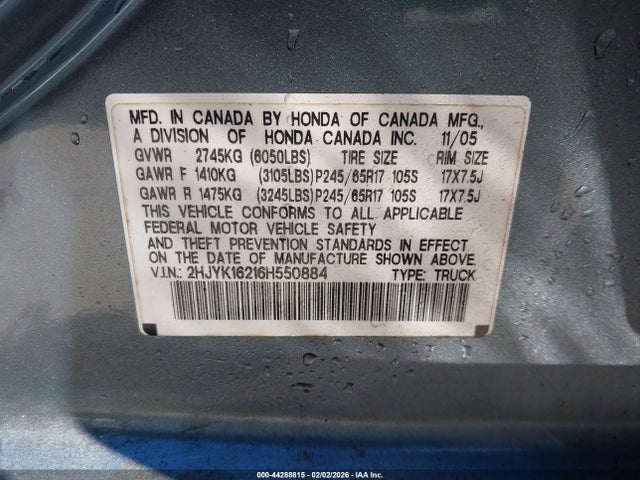 MFD. IN CANADA BY HONDA OF CANADA MFG.,
A DIVISION OF HONDA CANADA INC. 11/05
GVWR 2745KG (6050LBS) TIRE SIZE RIM SIZE
GAWR F 1410KG (3105LBS)P245/65R17 105S 17X7.5J
GAWR R 1475KG (3245LBS)P245/65R17 105S 17X7.5J
THIS VEHICLE CONFORMS TO ALL APPLICABLE
FEDERAL MOTOR VEHICLE SAFETY
AND THEFT PREVENTION STANDARDS IN EFFECT
ON THE DATE OF MANUFACTURE SHOWN ABOVE.
V.I.N.: 2HJYK16216H550884 TYPE: TRUCK
000-44288815 - 02/02/2026 - IAA Inc.